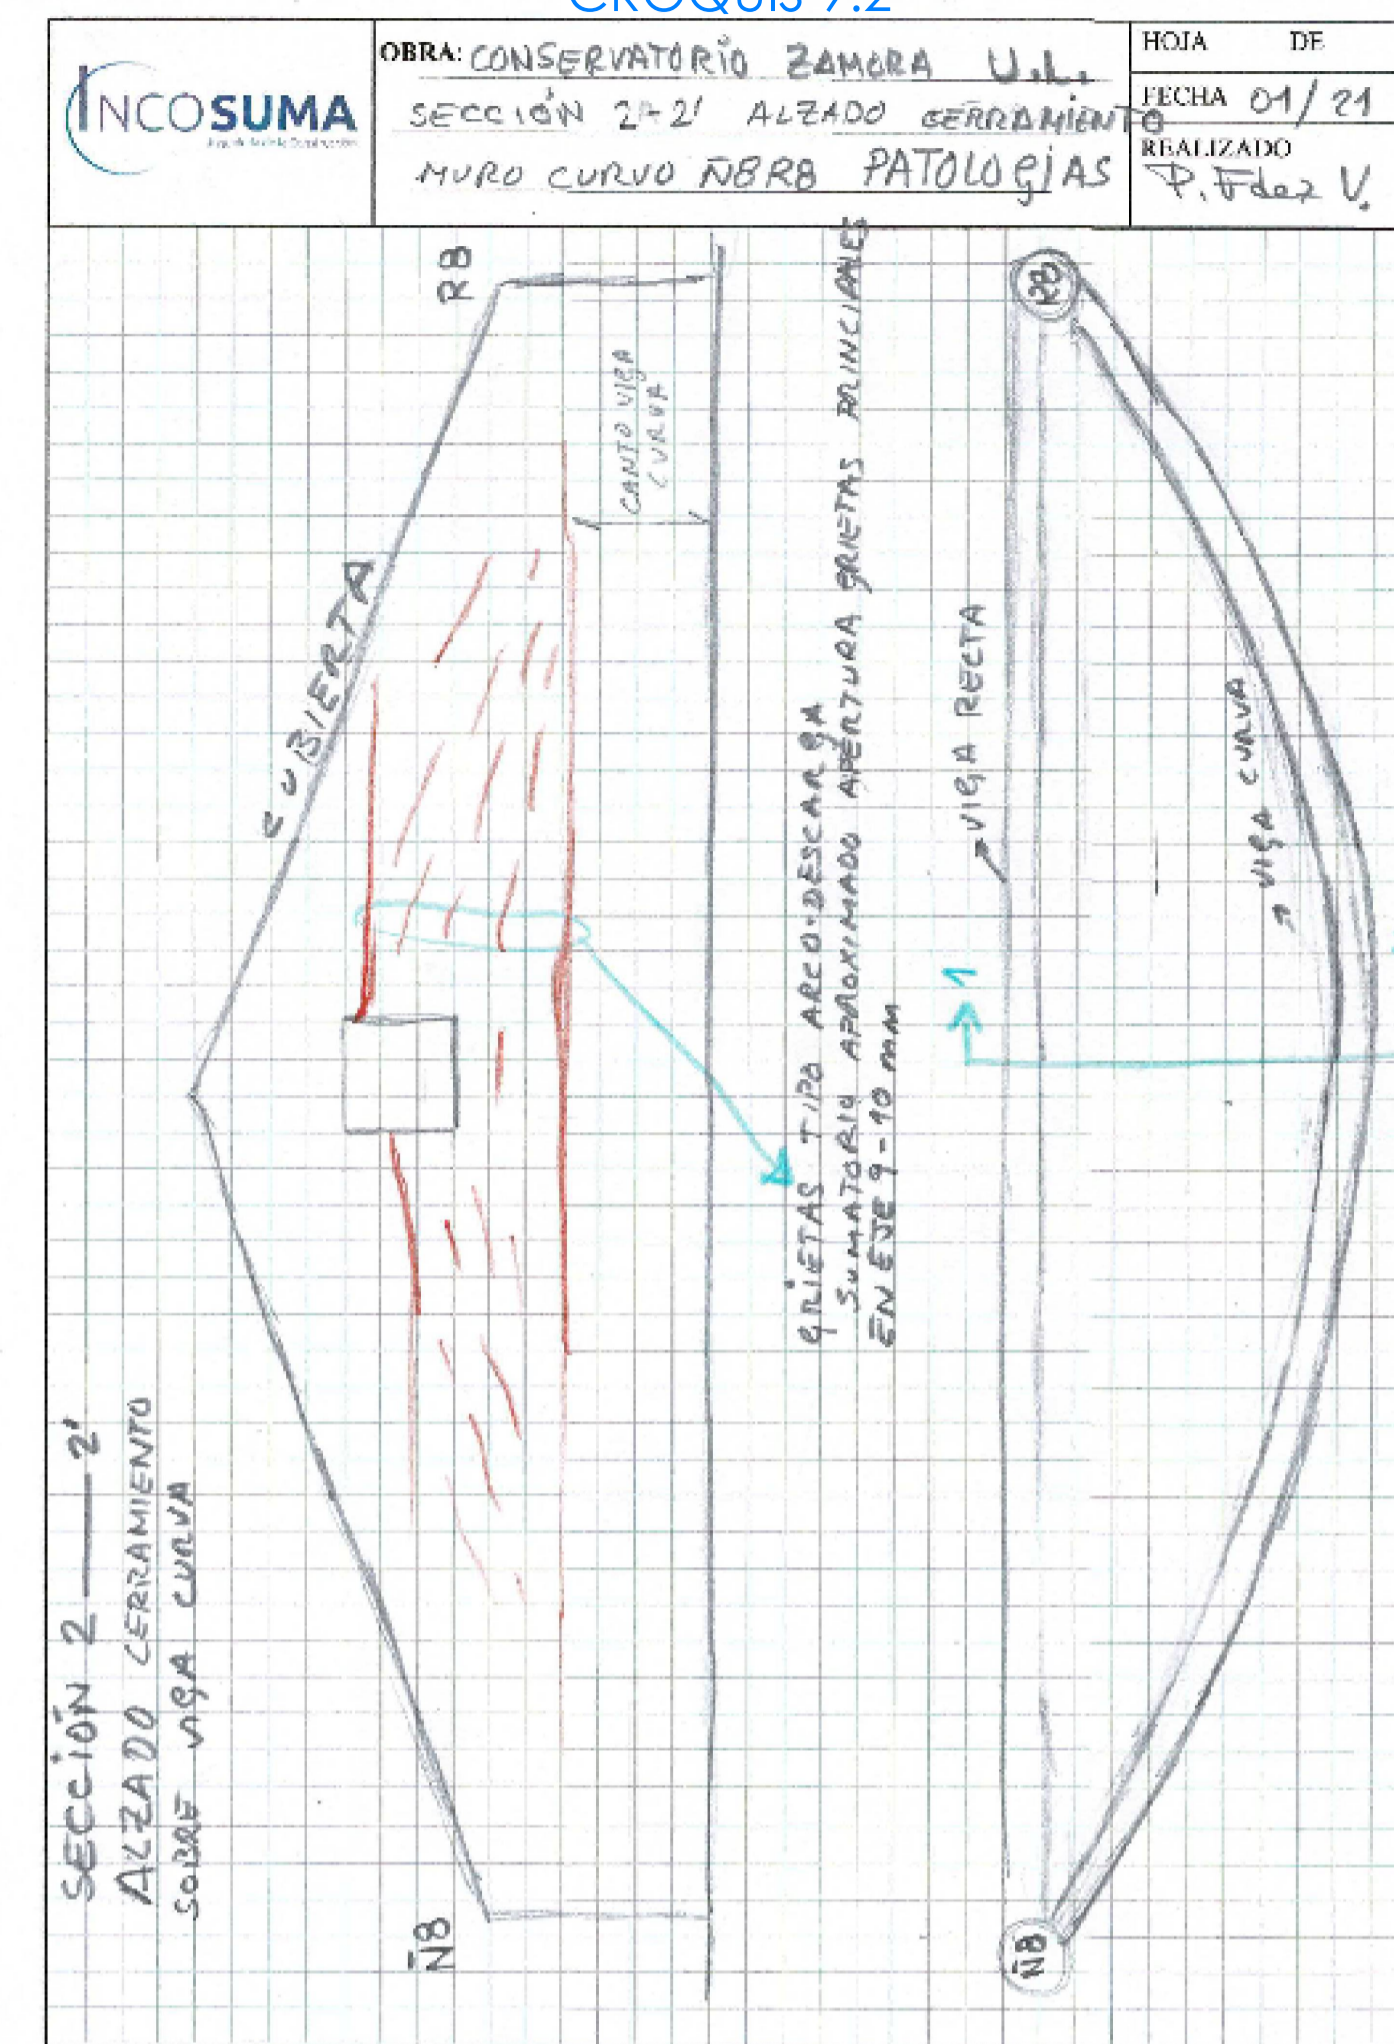 CROQUIS 7.2
INCOSUMA
OBRA: CONSERVATORIO ZAMORA U.L.
SECCIÓN 2-2' ALZADO CERRAMIENTO
MURO CURVO Ñ8R8 PATOLOGÍAS
HOJA DE
FECHA 01/21
REALIZADO
P. Fdez V.
SECCIÓN 2 — 2'
ALZADO CERRAMIENTO
SOBRE VIGA CURVA
Ñ8
R8
CUBIERTA
CANTO VIGA
CURVA
GRIETAS TIPO ARCO-DESCARGA
SUMATORIO APROXIMADO APERTURA GRIETAS PRINCIPALES
EN EJE 9-10 mm
VIGA RECTA
VIGA CURVA
1
R8
Ñ8